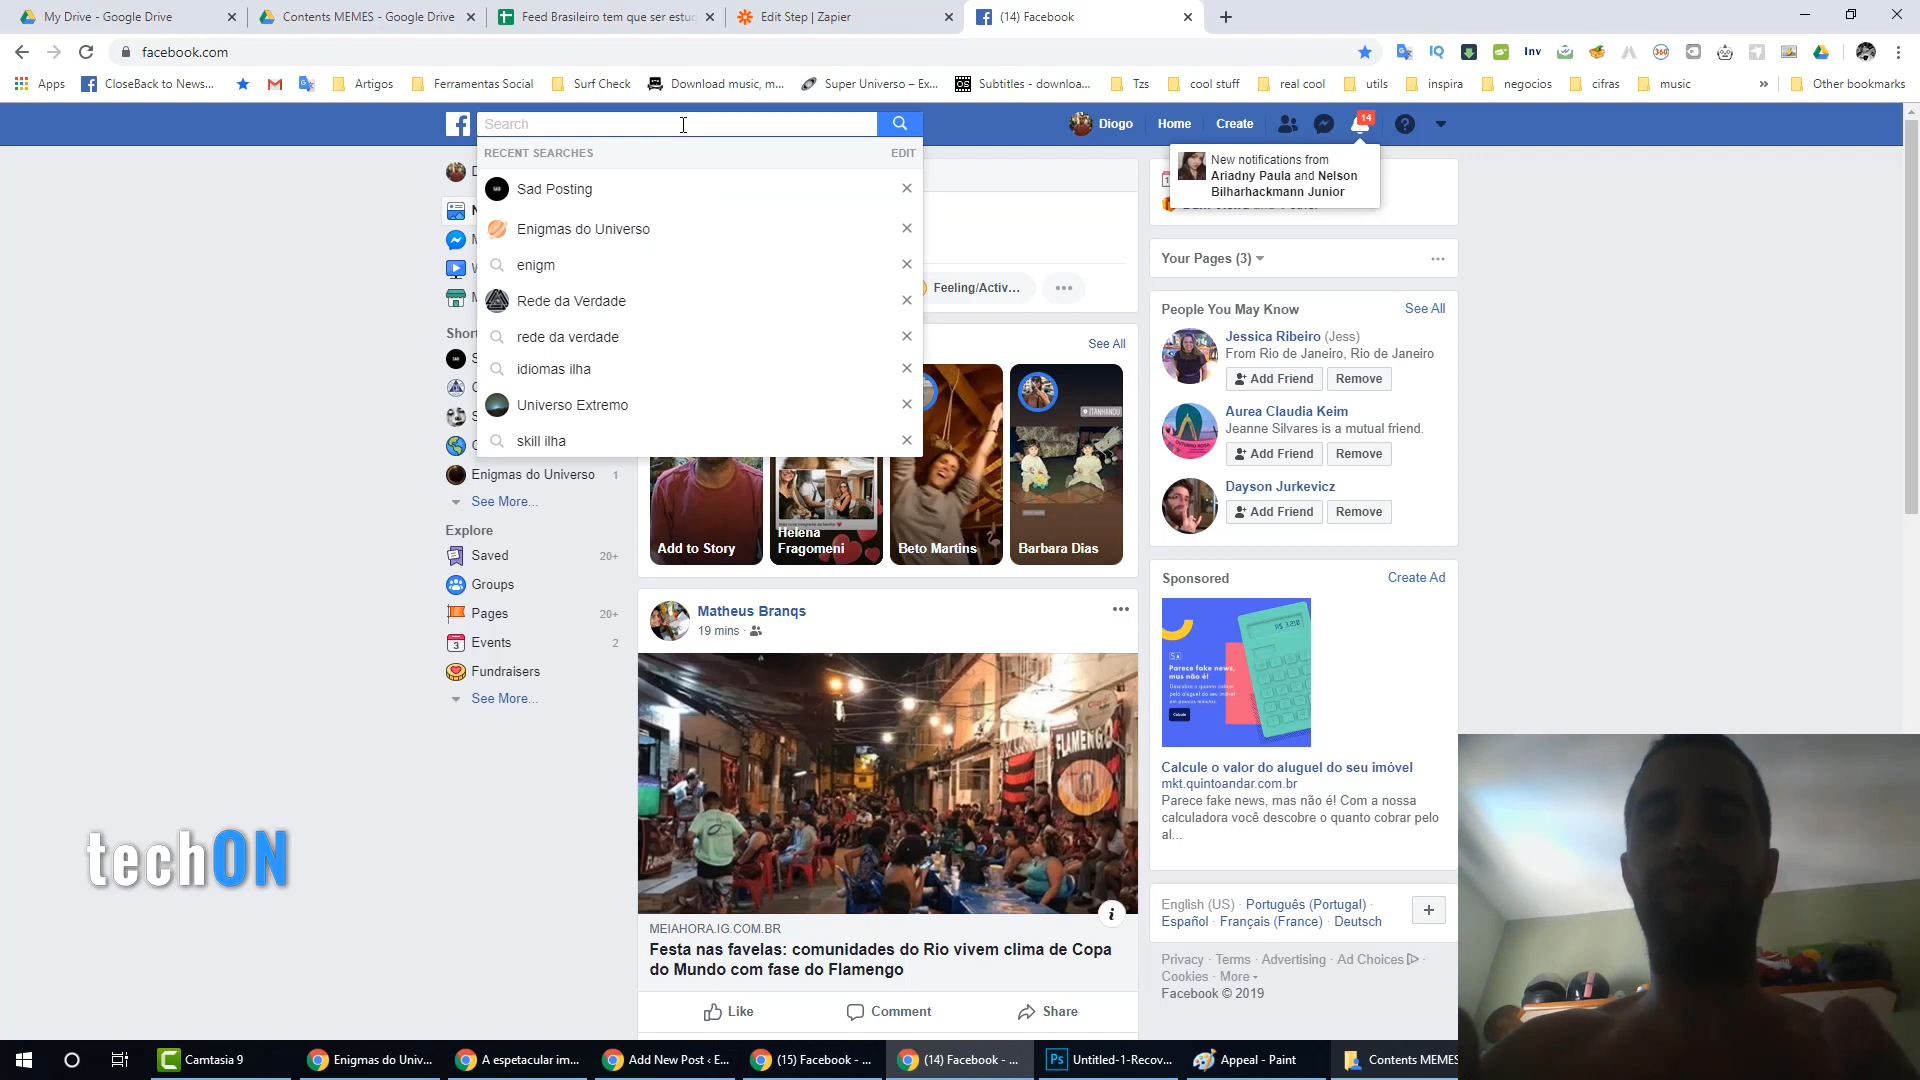 My Drive - Google Drive
Contents MEMES - Google Drive
Feed Brasileiro tem que ser estu
Edit Step | Zapier
(14) Facebook
facebook.com
Apps
CloseBack to News...
Artigos
Ferramentas Social
Surf Check
Download music, m...
Super Universo – Ex...
Subtitles - downloa...
Tzs
cool stuff
real cool
utils
inspira
negocios
cifras
music
Other bookmarks
Search
Diogo
Home
Create
14
RECENT SEARCHES
EDIT
Sad Posting
Enigmas do Universo
enigm
Rede da Verdade
rede da verdade
idiomas ilha
Universo Extremo
skill ilha
New notifications from
Ariadny Paula and Nelson
Bilharhackmann Junior
Short
Enigmas do Universo 1
See More...
Explore
Saved 20+
Groups
Pages 20+
Events 2
Fundraisers
See More...
Feeling/Activ...
See All
ITANHANDU
Add to Story
Helena
Fragomeni
Beto Martins
Barbara Dias
Matheus Branqs
19 mins ·
FLAMENGO
MEIAHORA.IG.COM.BR
Festa nas favelas: comunidades do Rio vivem clima de Copa
do Mundo com fase do Flamengo
Like
Comment
Share
Your Pages (3)
People You May Know
See All
Jessica Ribeiro (Jess)
From Rio de Janeiro, Rio de Janeiro
Add Friend
Remove
Aurea Claudia Keim
Jeanne Silvares is a mutual friend.
Add Friend
Remove
Dayson Jurkevicz
Add Friend
Remove
Sponsored
Create Ad
Parece fake news,
mas não é!
Calcule o valor do aluguel do seu imóvel
mkt.quintoandar.com.br
Parece fake news, mas não é! Com a nossa
calculadora você descobre o quanto cobrar pelo
al...
English (US) · Português (Portugal) ·
Español · Français (France) · Deutsch
Privacy · Terms · Advertising · Ad Choices ·
Cookies · More
Facebook © 2019
techON
Camtasia 9
Enigmas do Univ...
A espetacular im...
Add New Post ‹ E...
(15) Facebook - ...
(14) Facebook - ...
Untitled-1-Recov...
Appeal - Paint
Contents MEMES